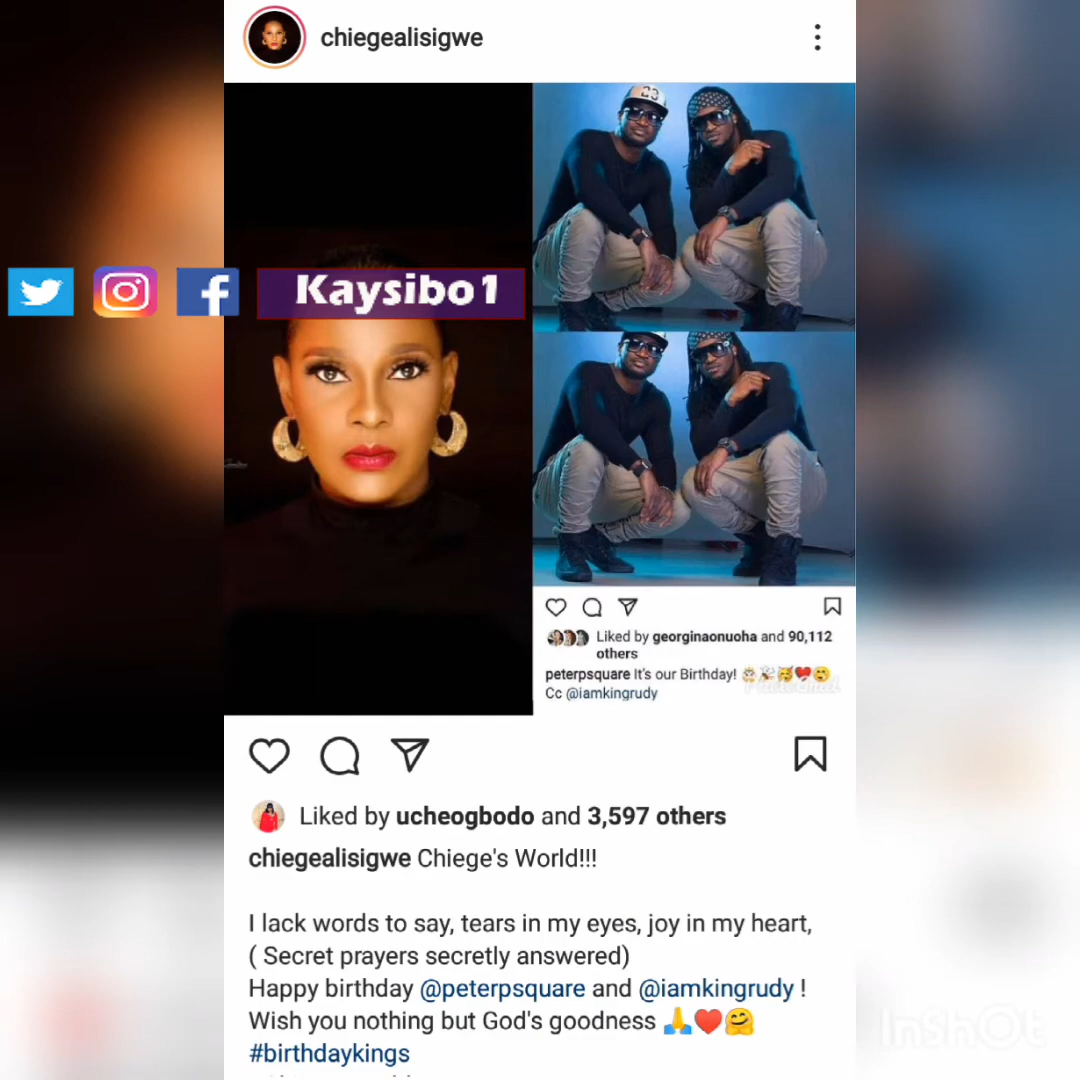 chiegealisigwe
23
Kaysibo1
Liked by georginaonuoha and 90,112
others
peterpsquare It's our Birthday! 🥰❤️😊
Cc @iamkingrudy
Liked by ucheogbodo and 3,597 others
chiegealisigwe Chiege's World!!!
I lack words to say, tears in my eyes, joy in my heart,
( Secret prayers secretly answered)
Happy birthday @peterpsquare and @iamkingrudy !
Wish you nothing but God's goodness 🙏♥️🤗
#birthdaykings
InShOt